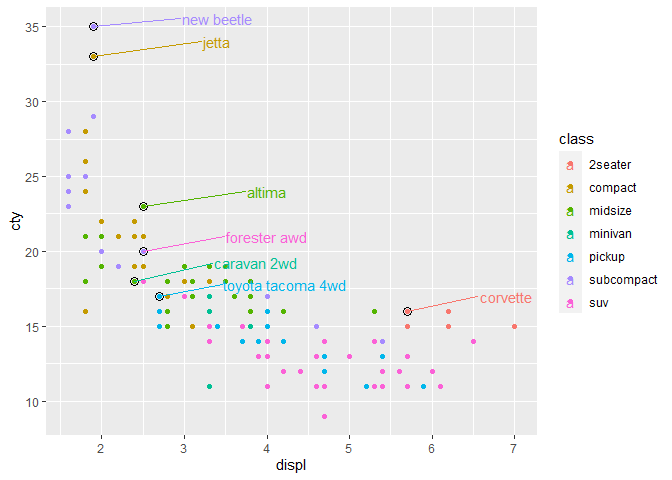 new beetle
jetta
altima
forester awd
caravan 2wd
toyota tacoma 4wd
corvette
35
30
25
20
15
10
cty
2
3
4
5
6
7
displ
class
a 2seater
a compact
a midsize
a minivan
a pickup
a subcompact
a suv